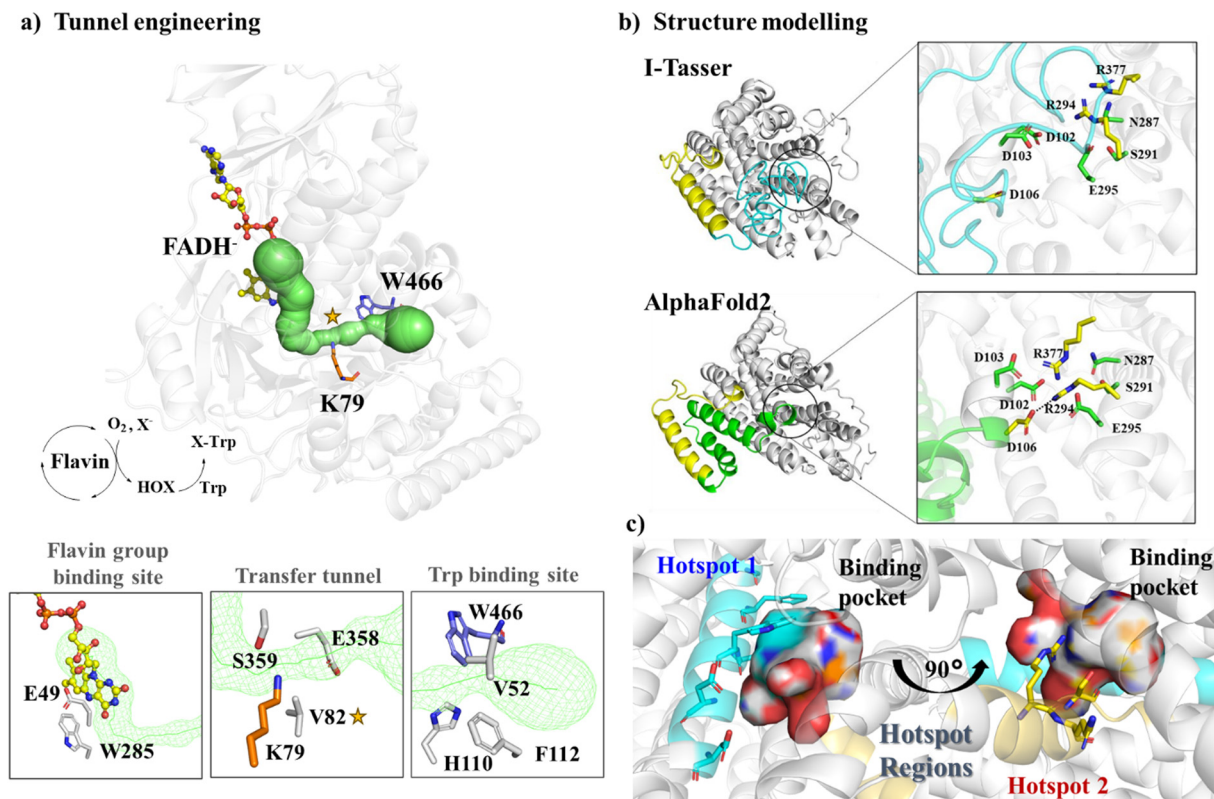 a) Tunnel engineering
FADH-
W466
K79
O2 , X-
X-Trp
Flavin
HOX
Trp
Flavin group
binding site
E49
W285
Transfer tunnel
S359
E358
V82
K79
Trp binding site
W466
V52
H110
F112
b) Structure modelling
I-Tasser
R377
R294
N287
D102
D103
S291
D106
E295
AlphaFold2
D103
R377
N287
D102
S291
R294
D106
E295
c)
Hotspot 1
Binding
pocket
90°
Hotspot
Regions
Binding
pocket
Hotspot 2